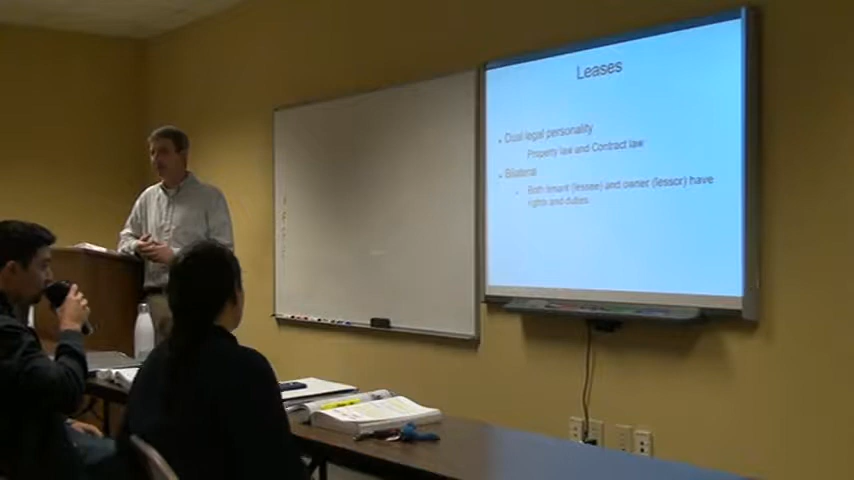 Leases
Dual legal personality
Property law and Contract law
Bilateral
Both tenant (lessee) and owner (lessor) have
rights and duties.